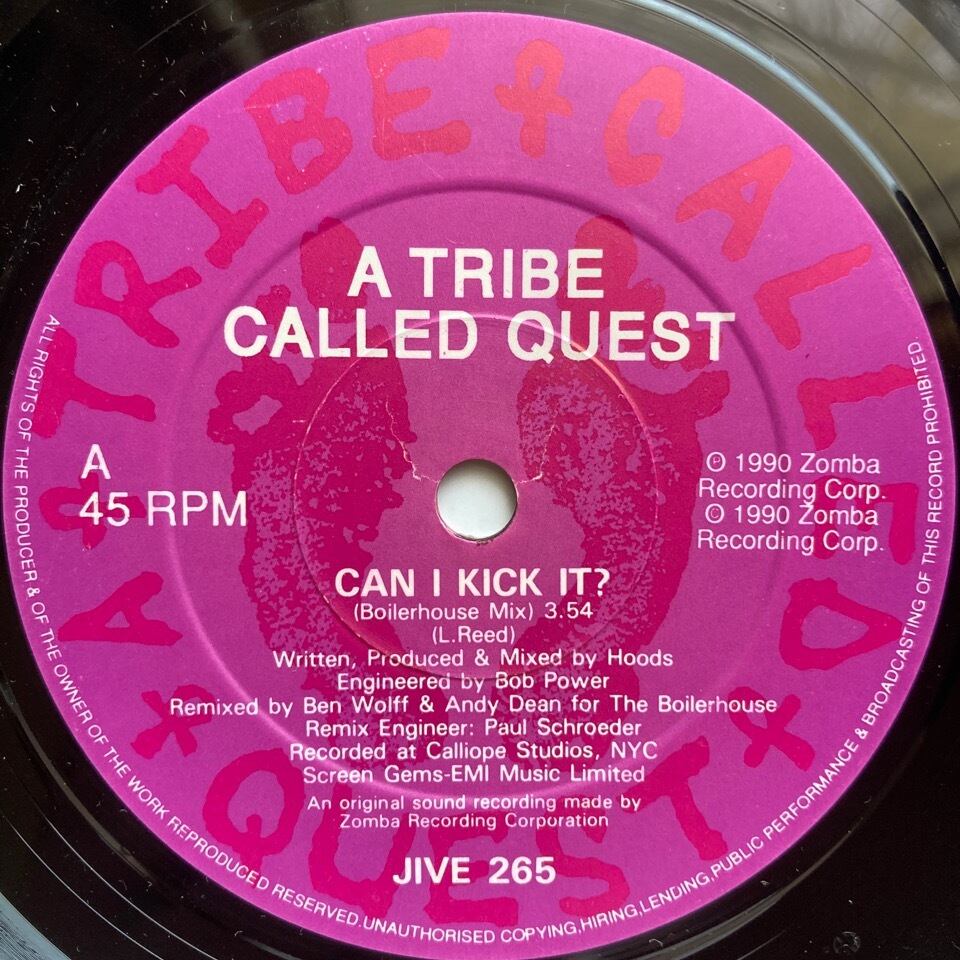 A TRIBE CALLED QUEST
A TRIBE
CALLED QUEST
A
45 RPM
℗ 1990 Zomba
Recording Corp.
© 1990 Zomba
Recording Corp.
CAN I KICK IT?
(Boilerhouse Mix) 3.54
(L.Reed)
Written, Produced & Mixed by Hoods
Engineered by Bob Power
Remixed by Ben Wolff & Andy Dean for The Boilerhouse
Remix Engineer: Paul Schroeder
Recorded at Calliope Studios, NYC
Screen Gems-EMI Music Limited
An original sound recording made by
Zomba Recording Corporation
JIVE 265
ALL RIGHTS OF THE PRODUCER & OF THE OWNER OF THE WORK REPRODUCED RESERVED. UNAUTHORISED COPYING, HIRING, LENDING, PUBLIC PERFORMANCE & BROADCASTING OF THIS RECORD PROHIBITED